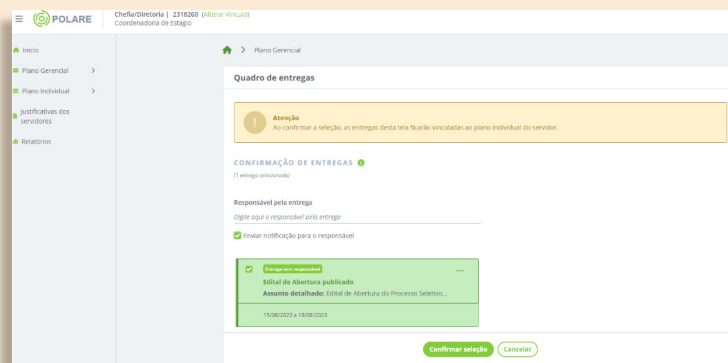 POLARE
Chefia/Diretoria | 2318260 (Alterar Vínculo)
Coordenadoria de Estagio
Início
Plano Gerencial
Plano Individual
Justificativas dos
servidores
Relatórios
Plano Gerencial
Quadro de entregas
Atenção
Ao confirmar a seleção, as entregas desta tela ficarão vinculadas ao plano individual do servidor.
CONFIRMAÇÃO DE ENTREGAS
(1 entrega selecionada)
Responsável pela entrega
Digite aqui o responsável pela entrega
Enviar notificação para o responsável
Entrega sem responsável
Edital de Abertura publicado
Assunto detalhado: Edital de Abertura do Processo Seletivo...
15/08/2023 a 18/08/2023
Confirmar seleção Cancelar